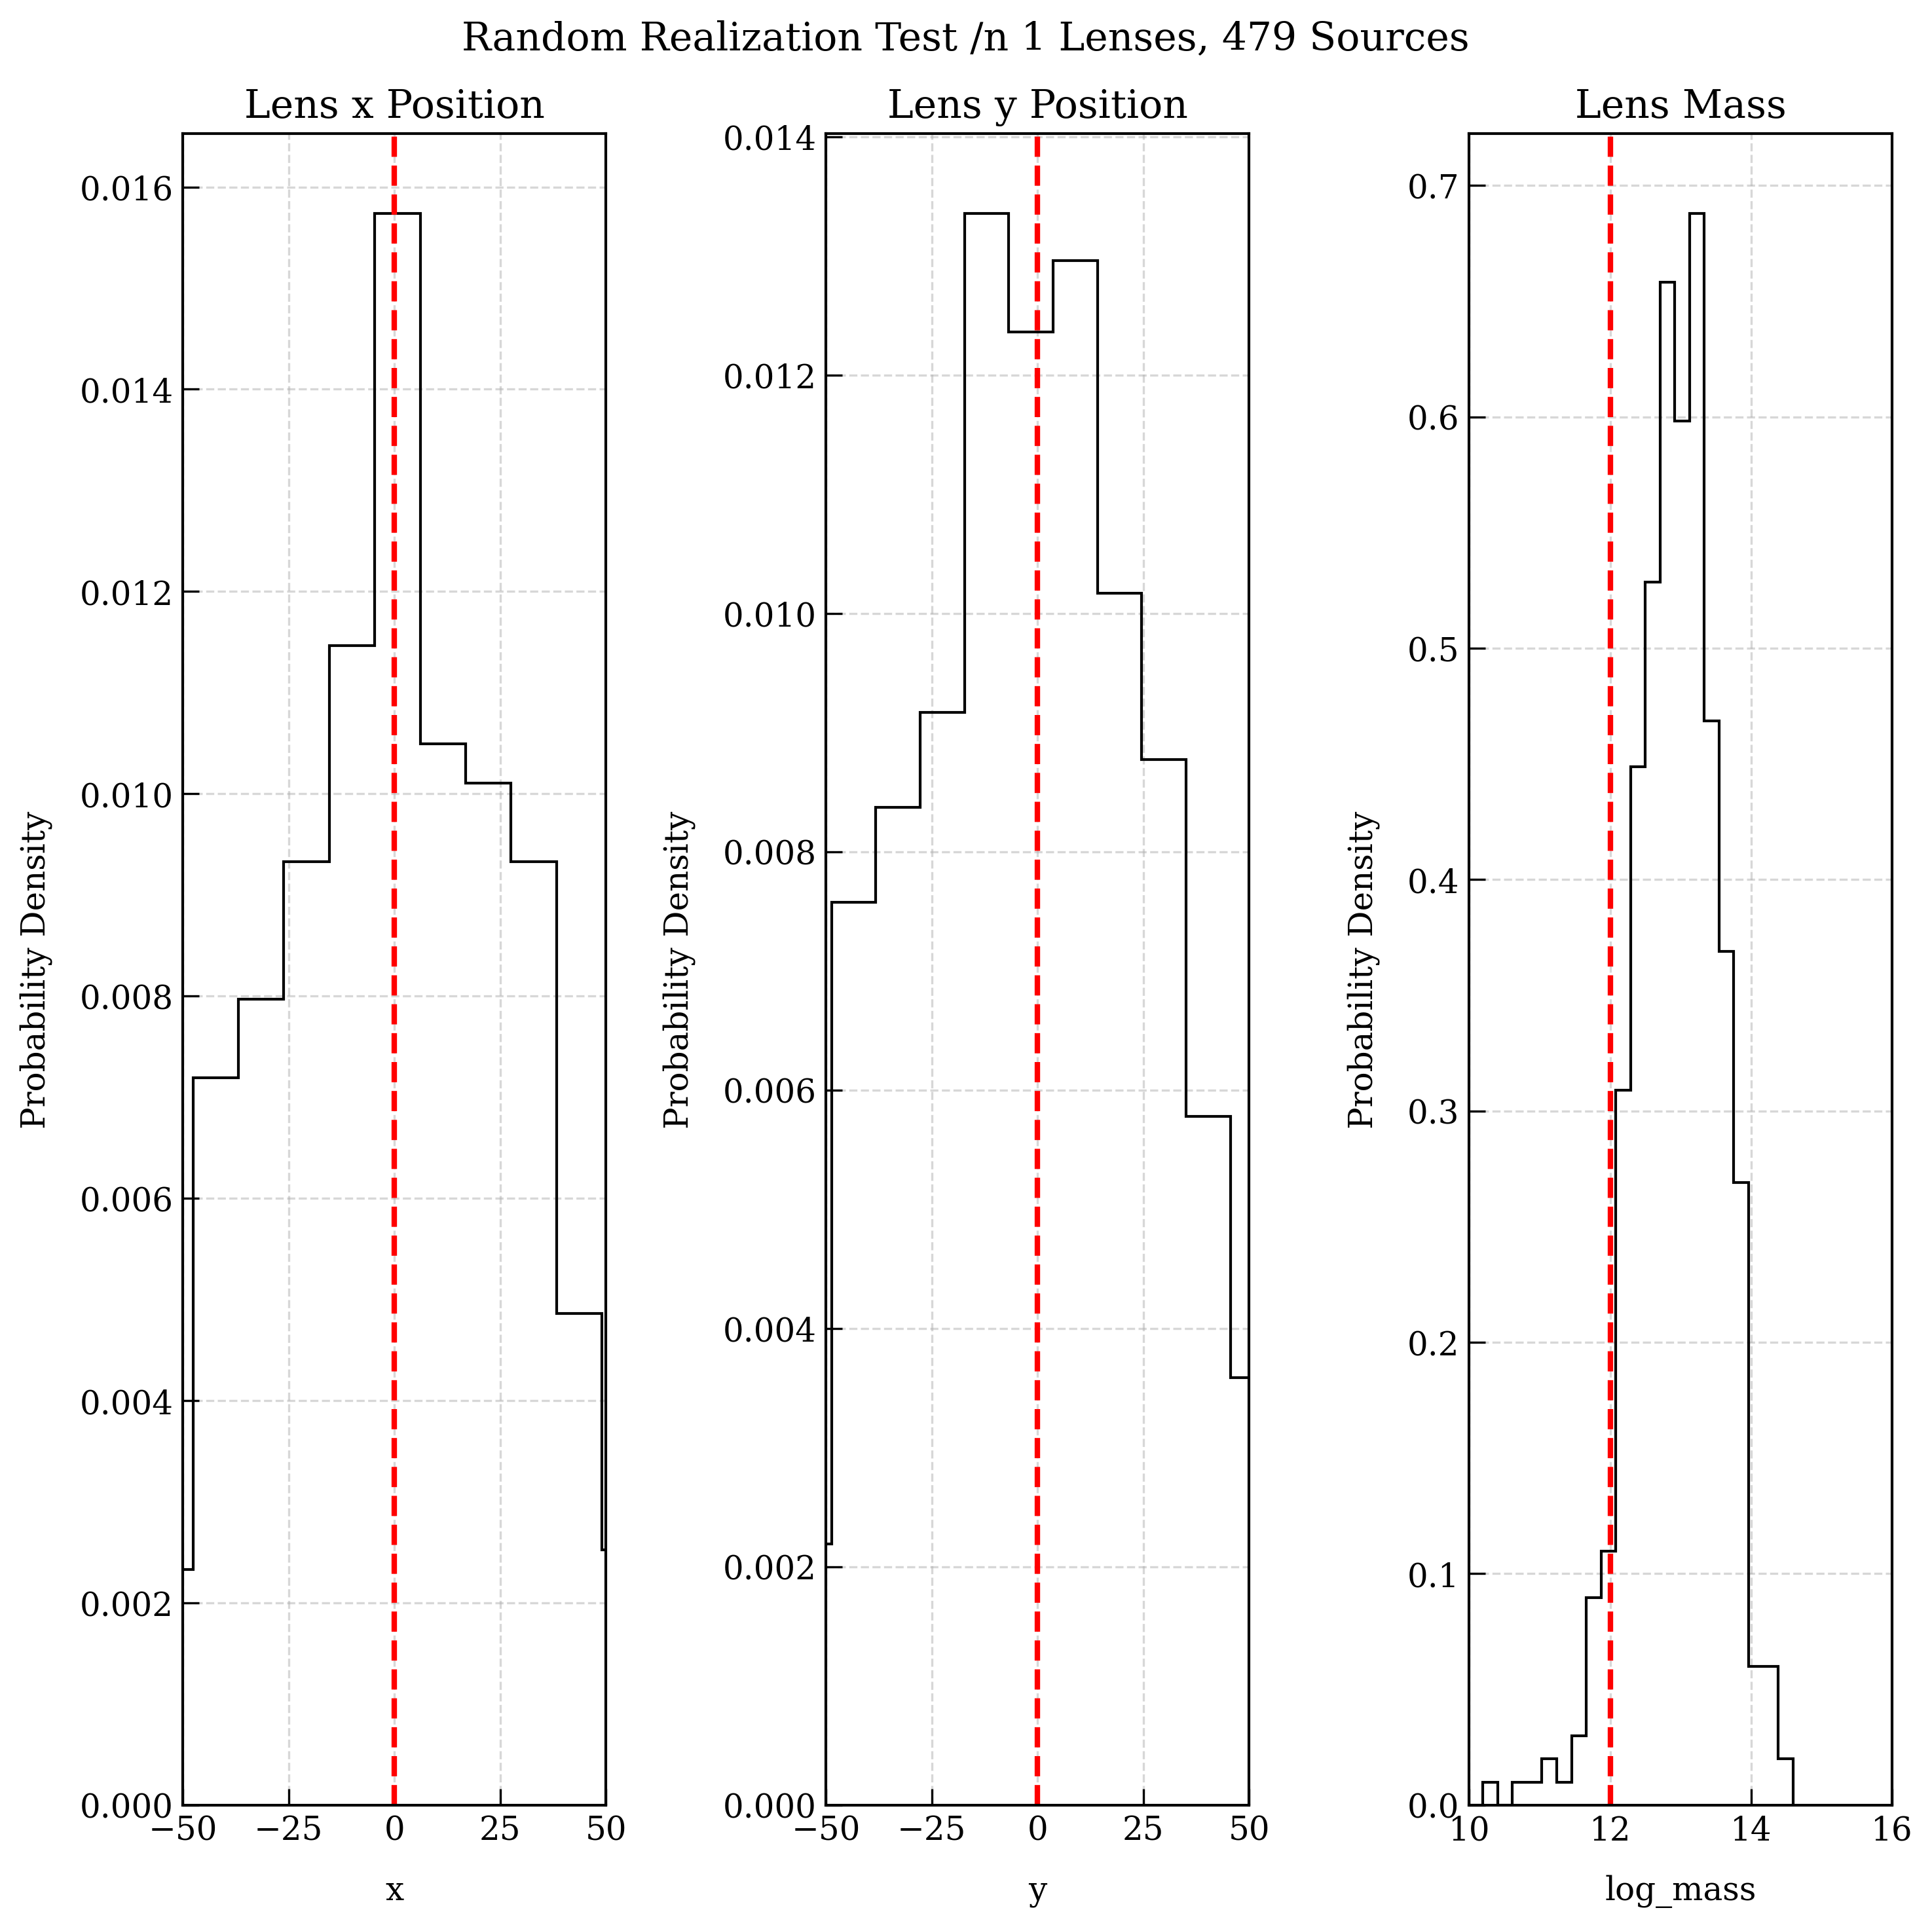 Random Realization Test /n 1 Lenses, 479 Sources
Lens x Position
Probability Density
0.016
0.014
0.012
0.010
0.008
0.006
0.004
0.002
0.000
−50 −25 0 25 50
x
Lens y Position
Probability Density
0.014
0.012
0.010
0.008
0.006
0.004
0.002
0.000
−50 −25 0 25 50
y
Lens Mass
Probability Density
0.7
0.6
0.5
0.4
0.3
0.2
0.1
0.0
10 12 14 16
log_mass